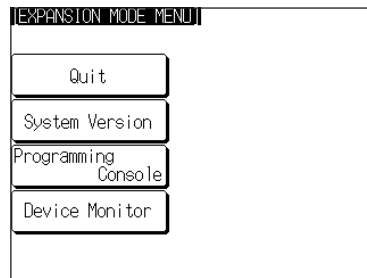 [EXPANSION MODE MENU]
Quit
System Version
Programming
Console
Device Monitor